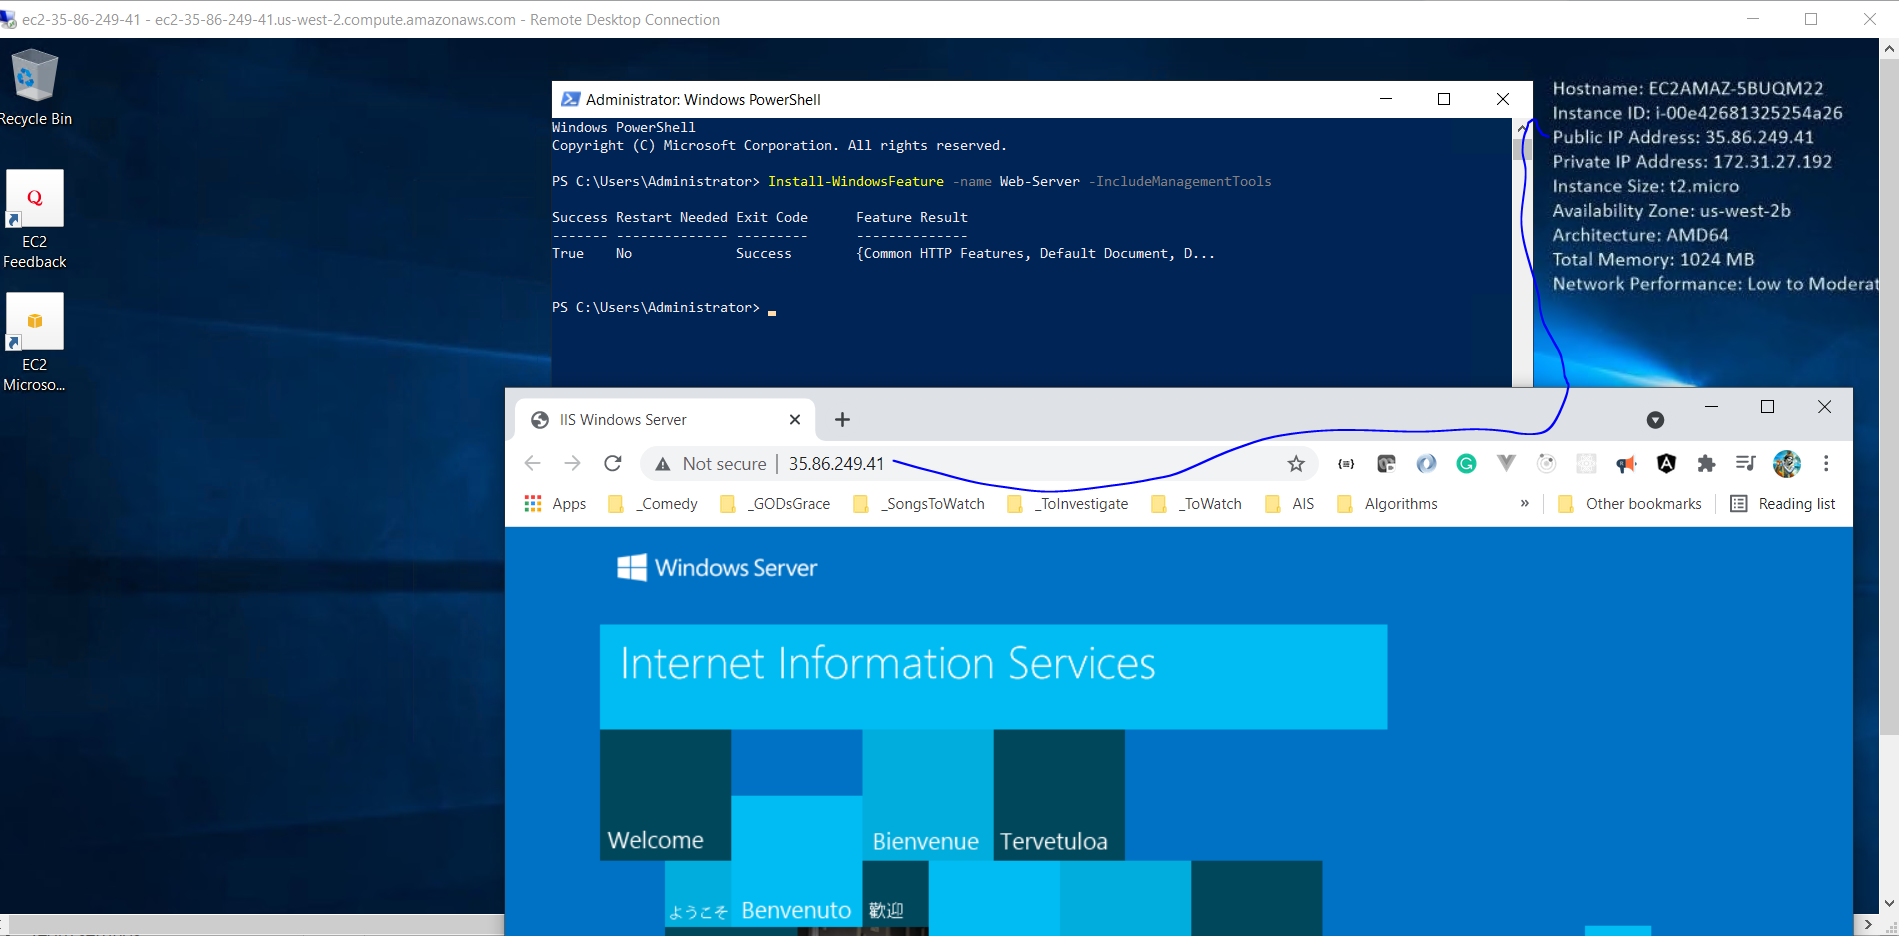 ec2-35-86-249-41 - ec2-35-86-249-41.us-west-2.compute.amazonaws.com - Remote Desktop Connection
Recycle Bin
EC2
Feedback
EC2
Microso...
Administrator: Windows PowerShell
Windows PowerShell
Copyright (C) Microsoft Corporation. All rights reserved.
PS C:\Users\Administrator> Install-WindowsFeature -name Web-Server -IncludeManagementTools
Success Restart Needed Exit Code      Feature Result
------- -------------- ---------      --------------
True    No             Success        {Common HTTP Features, Default Document, D...
PS C:\Users\Administrator>
Hostname: EC2AMAZ-5BUQM22
Instance ID: i-00e42681325254a26
Public IP Address: 35.86.249.41
Private IP Address: 172.31.27.192
Instance Size: t2.micro
Availability Zone: us-west-2b
Architecture: AMD64
Total Memory: 1024 MB
Network Performance: Low to Moderat
IIS Windows Server
Not secure | 35.86.249.41
Apps _Comedy _GODsGrace _SongsToWatch _ToInvestigate _ToWatch AIS Algorithms » Other bookmarks Reading list
Windows Server
Internet Information Services
Welcome
Bienvenue
Tervetuloa
ようこそ
Benvenuto
歡迎